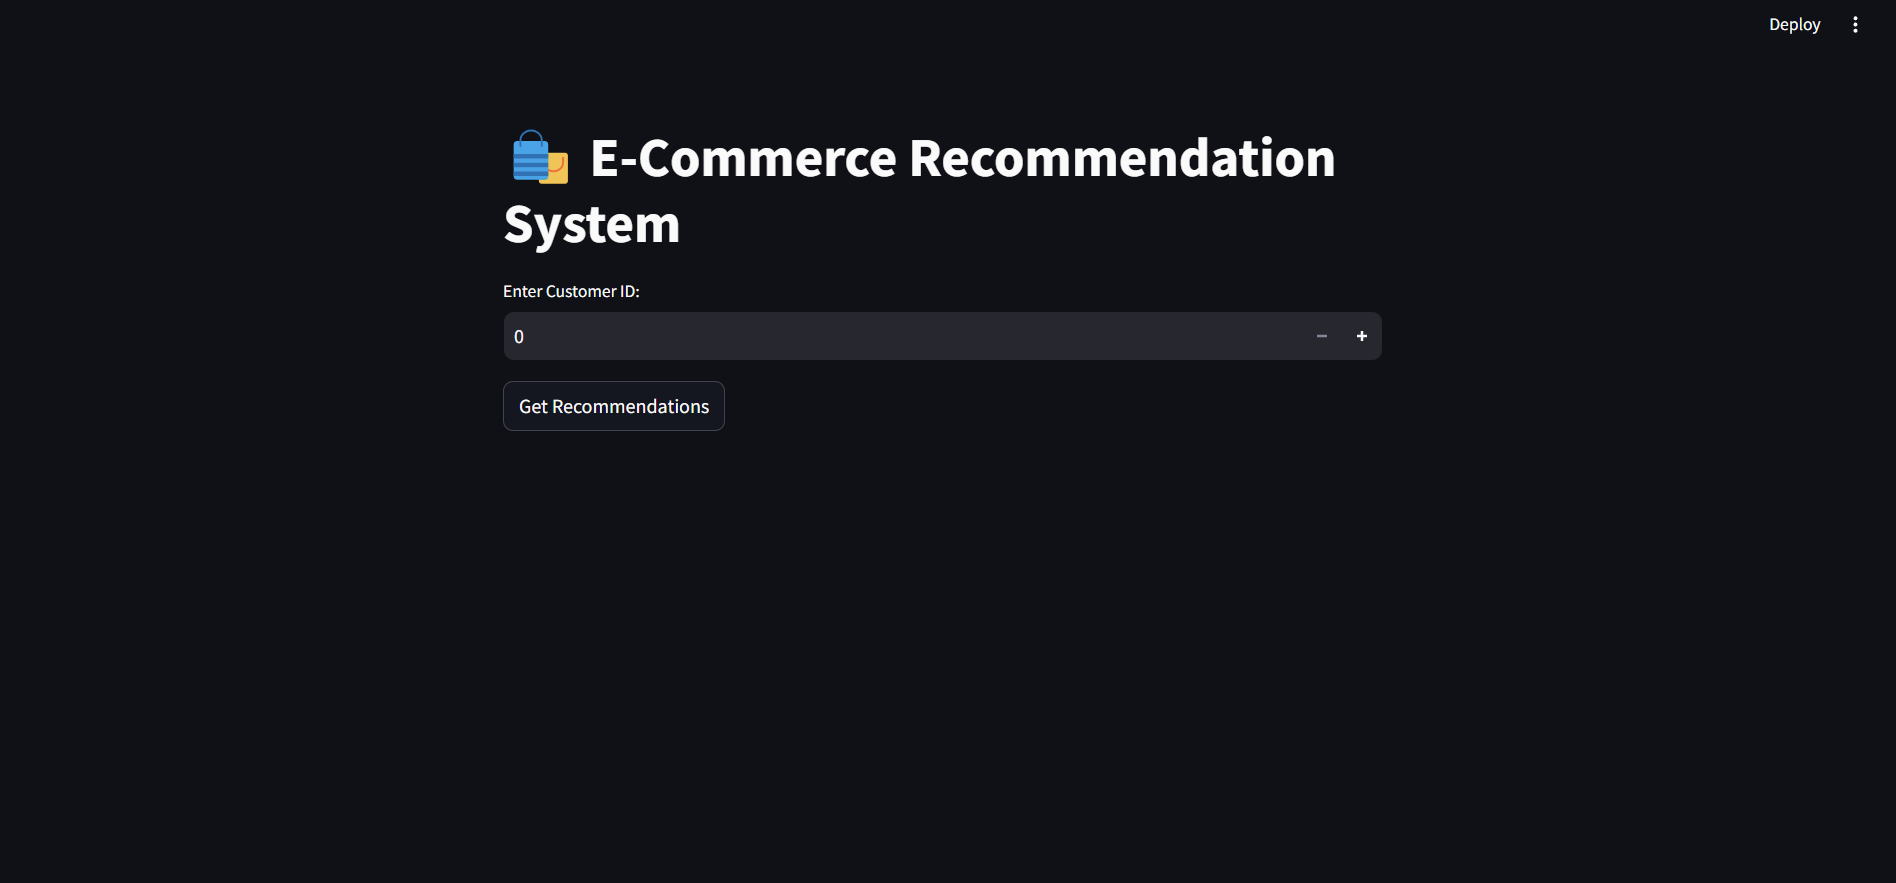 Deploy
E-Commerce Recommendation
System
Enter Customer ID:
0
Get Recommendations